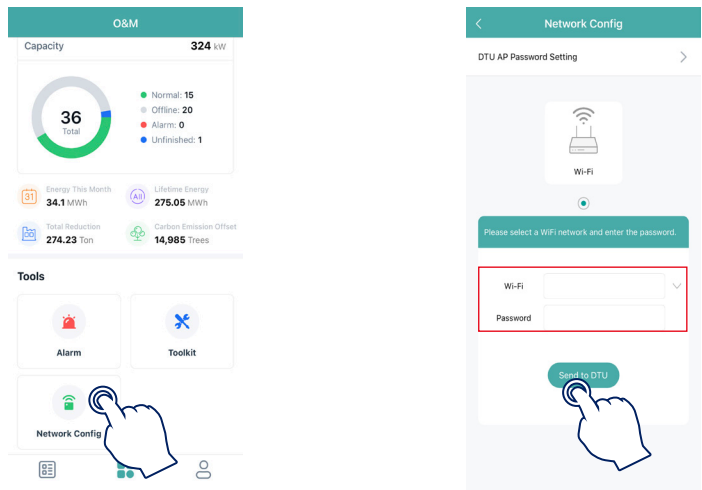 O&M
Capacity 324 kW
36
Total
Normal: 15
Offline: 20
Alarm: 0
Unfinished: 1
31 Energy This Month
34.1 MWh
All Lifetime Energy
275.05 MWh
Total Reduction
274.23 Ton
Carbon Emission Offset
14,985 Trees
Tools
Alarm
Toolkit
Network Config
Network Config
DTU AP Password Setting
Wi-Fi
Please select a WiFi network and enter the password.
Wi-Fi
Password
Send to DTU